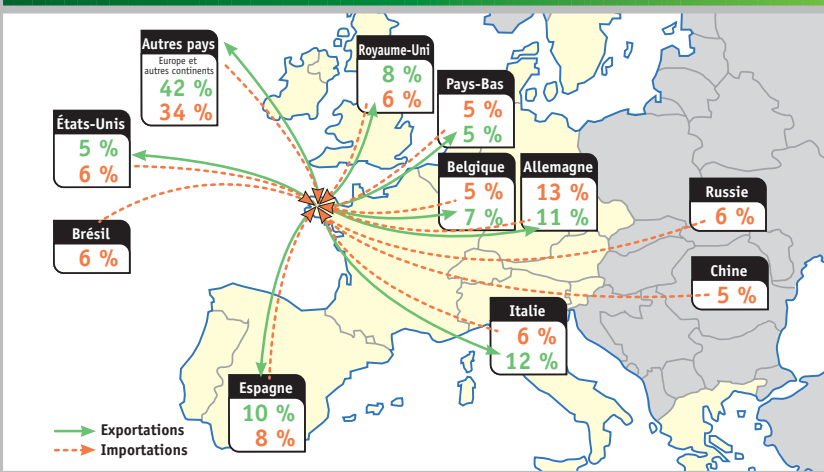 Autres pays
Europe et
autres continents
42 %
34 %
Royaume-Uni
8 %
6 %
Pays-Bas
5 %
5 %
États-Unis
5 %
6 %
Belgique
5 %
7 %
Allemagne
13 %
11 %
Russie
6 %
Brésil
6 %
Chine
5 %
Italie
6 %
12 %
Espagne
10 %
8 %
Exportations
Importations